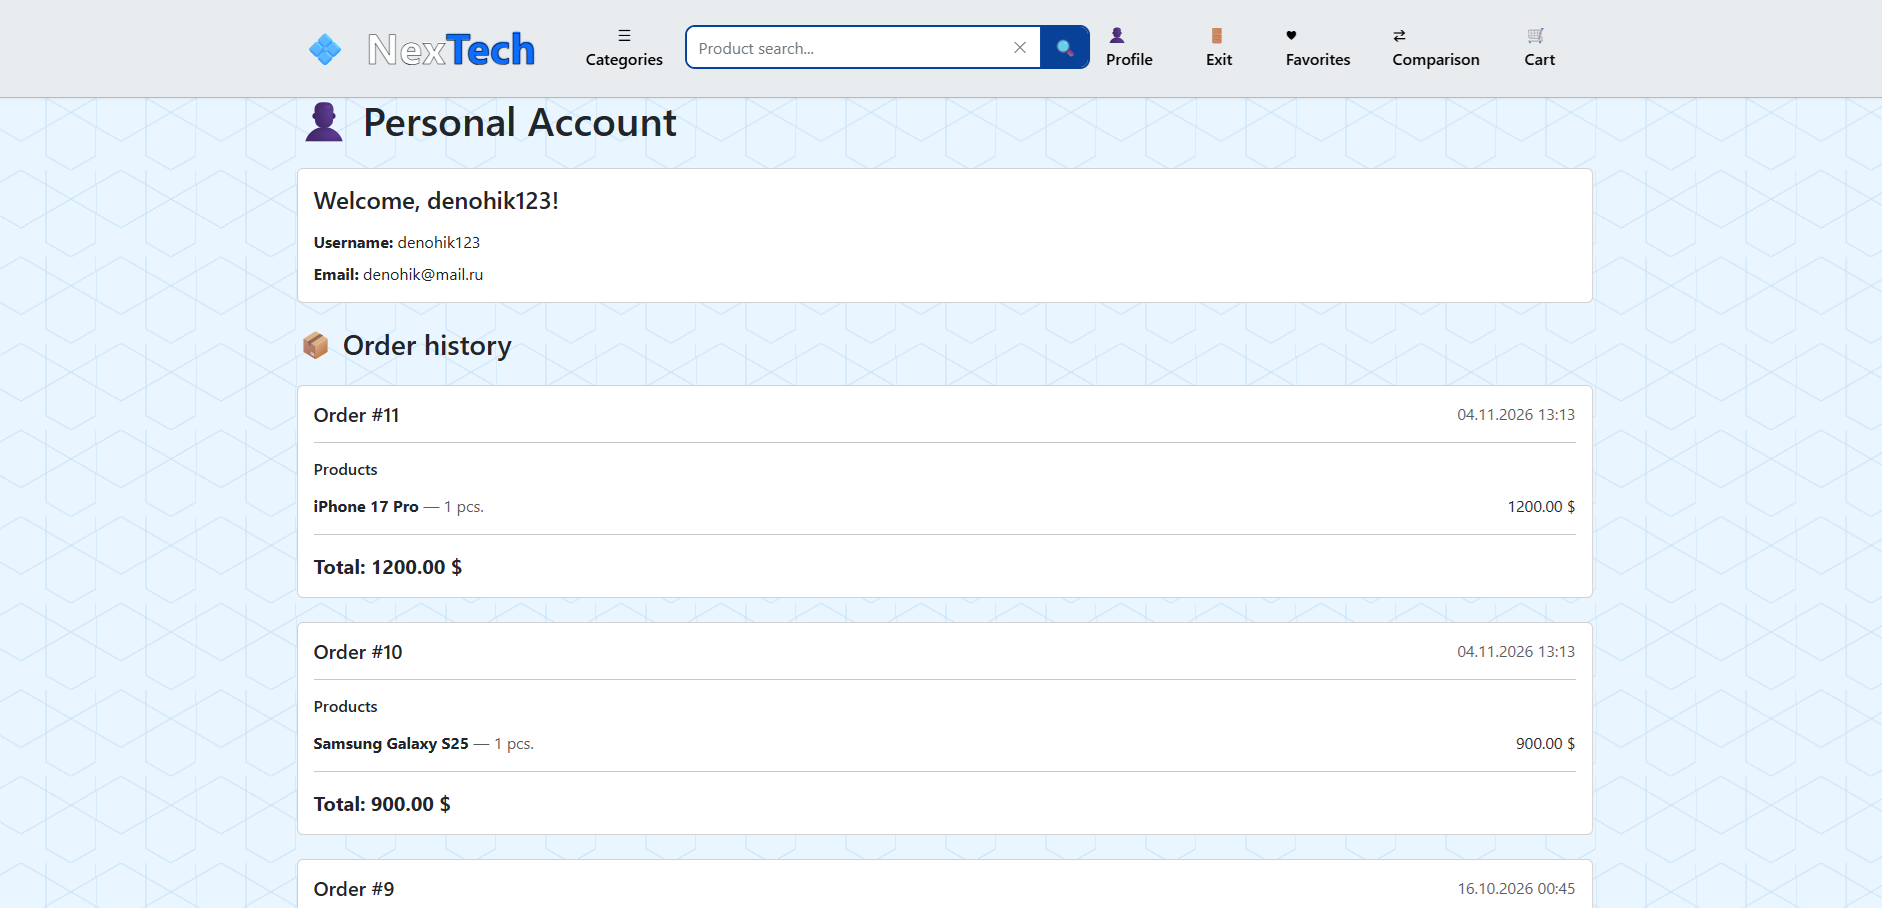 NexTech
☰
Categories
Product search...
Profile
Exit
Favorites
Comparison
Cart
Personal Account
Welcome, denohik123!
Username: denohik123
Email: denohik@mail.ru
Order history
Order #11 04.11.2026 13:13
Products
iPhone 17 Pro — 1 pcs. 1200.00 $
Total: 1200.00 $
Order #10 04.11.2026 13:13
Products
Samsung Galaxy S25 — 1 pcs. 900.00 $
Total: 900.00 $
Order #9 16.10.2026 00:45